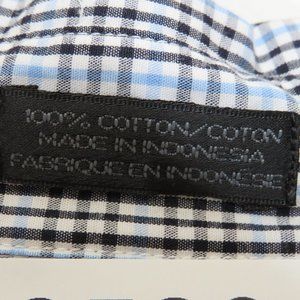 100% COTTON/COTON
MADE IN INDONESIA
FABRIQUE EN INDONESIE